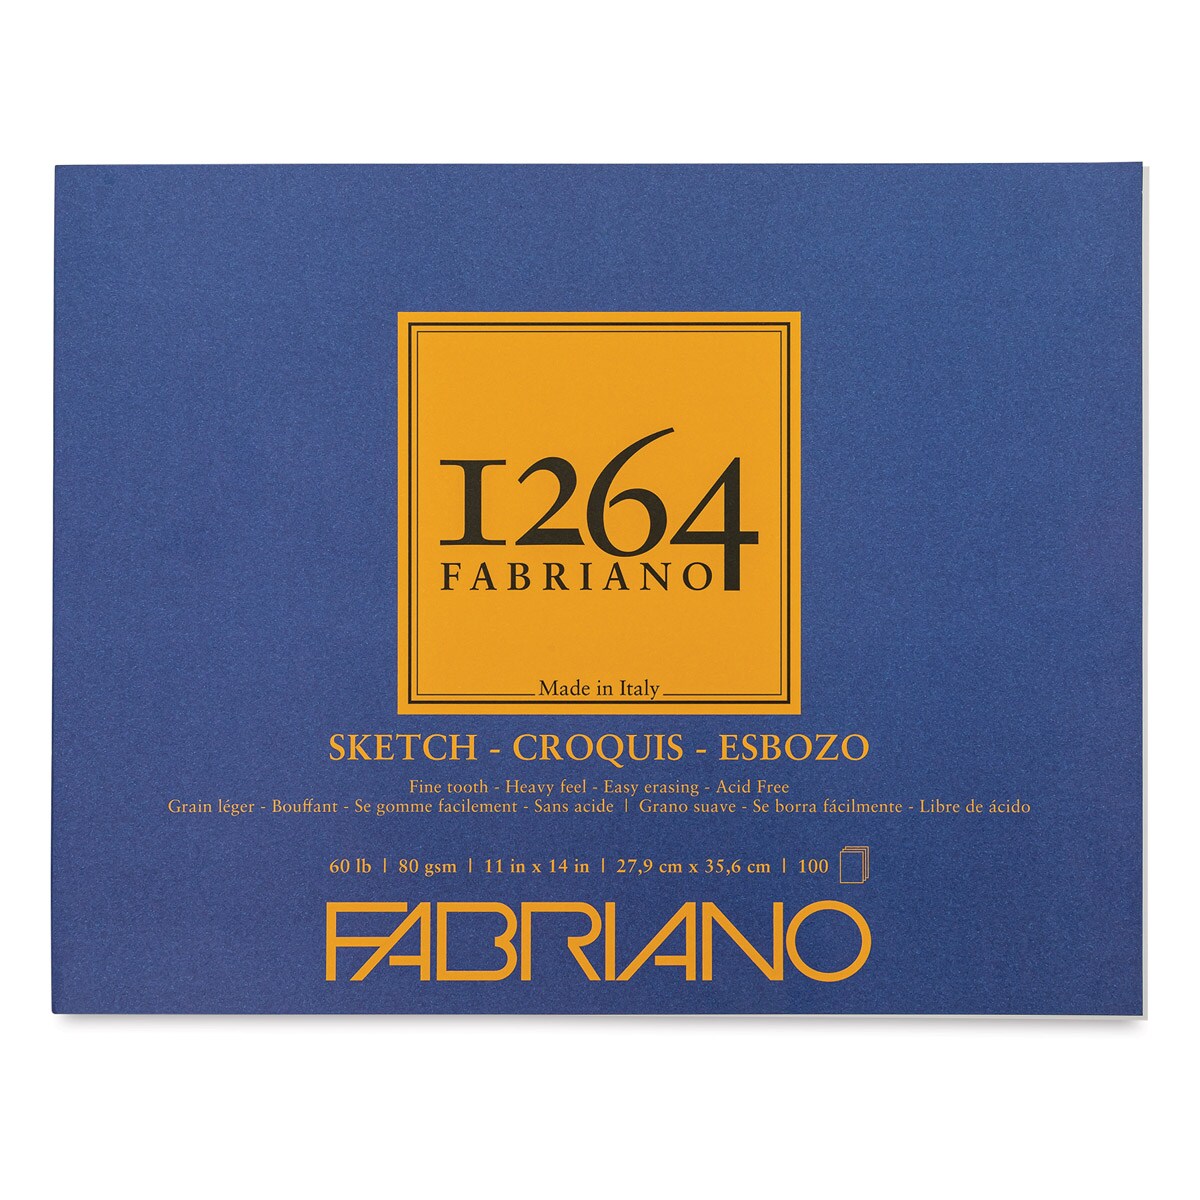 1264
FABRIANO
Made in Italy
SKETCH - CROQUIS - ESBOZO
Fine tooth - Heavy feel - Easy erasing - Acid Free
Grain léger - Bouffant - Se gomme facilement - Sans acide | Grano suave - Se borra fácilmente - Libre de ácido
60 lb | 80 gsm | 11 in x 14 in | 27,9 cm x 35,6 cm | 100
FABRIANO